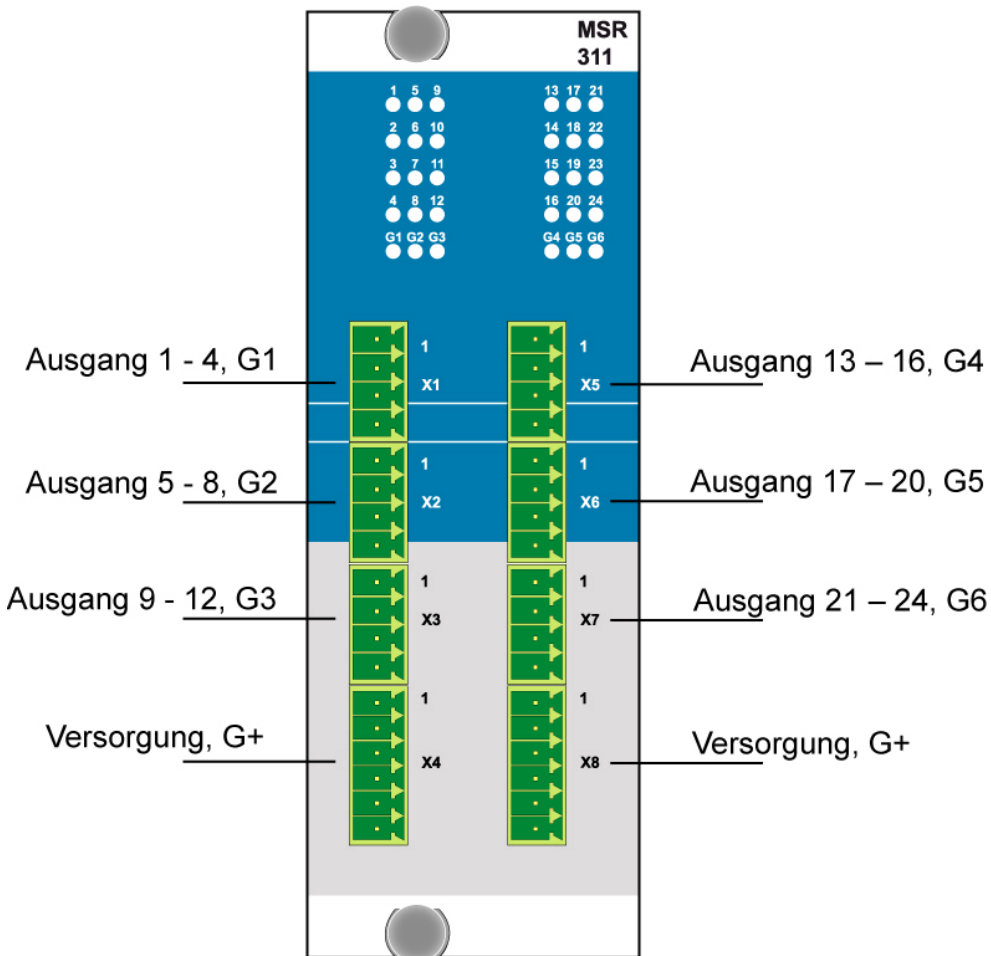 MSR
311
1 5 9
13 17 21
2 6 10
14 18 22
3 7 11
15 19 23
4 8 12
16 20 24
G1 G2 G3
G4 G5 G6
1
1
Ausgang 1 - 4, G1
X1
X5
Ausgang 13 – 16, G4
1
1
Ausgang 5 - 8, G2
X2
X6
Ausgang 17 – 20, G5
1
1
Ausgang 9 - 12, G3
X3
X7
Ausgang 21 – 24, G6
1
1
Versorgung, G+
X4
X8
Versorgung, G+